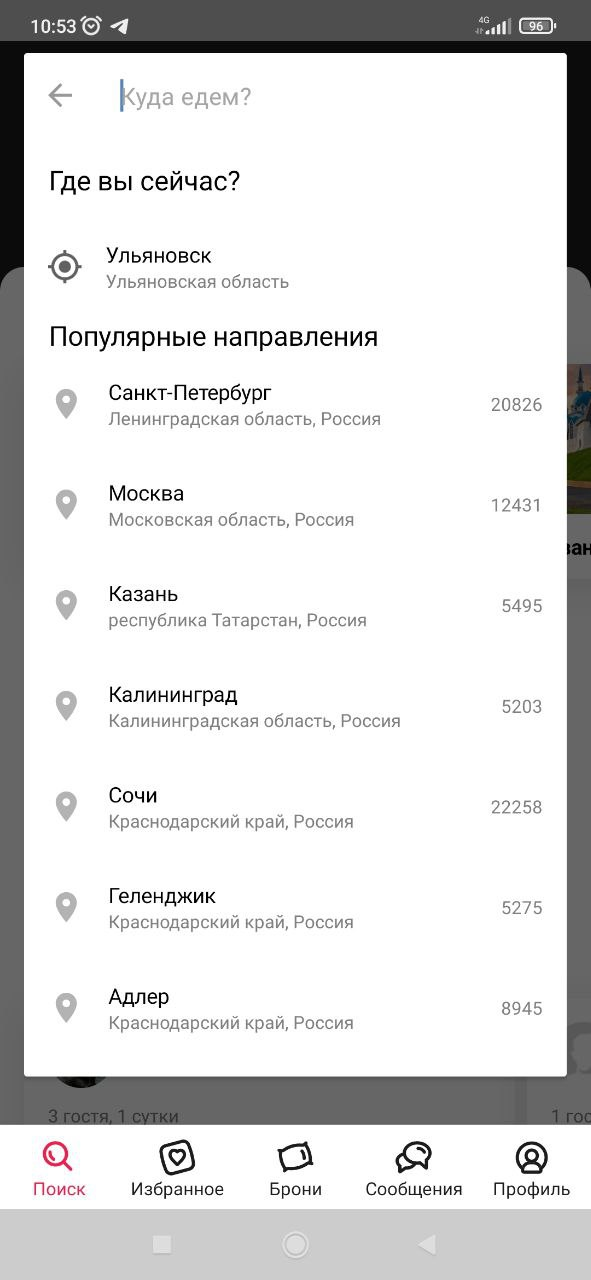 10:53
4G
96
Куда едем?
Где вы сейчас?
Ульяновск
Ульяновская область
Популярные направления
Санкт-Петербург
Ленинградская область, Россия
20826
Москва
Московская область, Россия
12431
Казань
республика Татарстан, Россия
5495
Калининград
Калининградская область, Россия
5203
Сочи
Краснодарский край, Россия
22258
Геленджик
Краснодарский край, Россия
5275
Адлер
Краснодарский край, Россия
8945
3 гостя, 1 сутки
Поиск
Избранное
Брони
Сообщения
Профиль